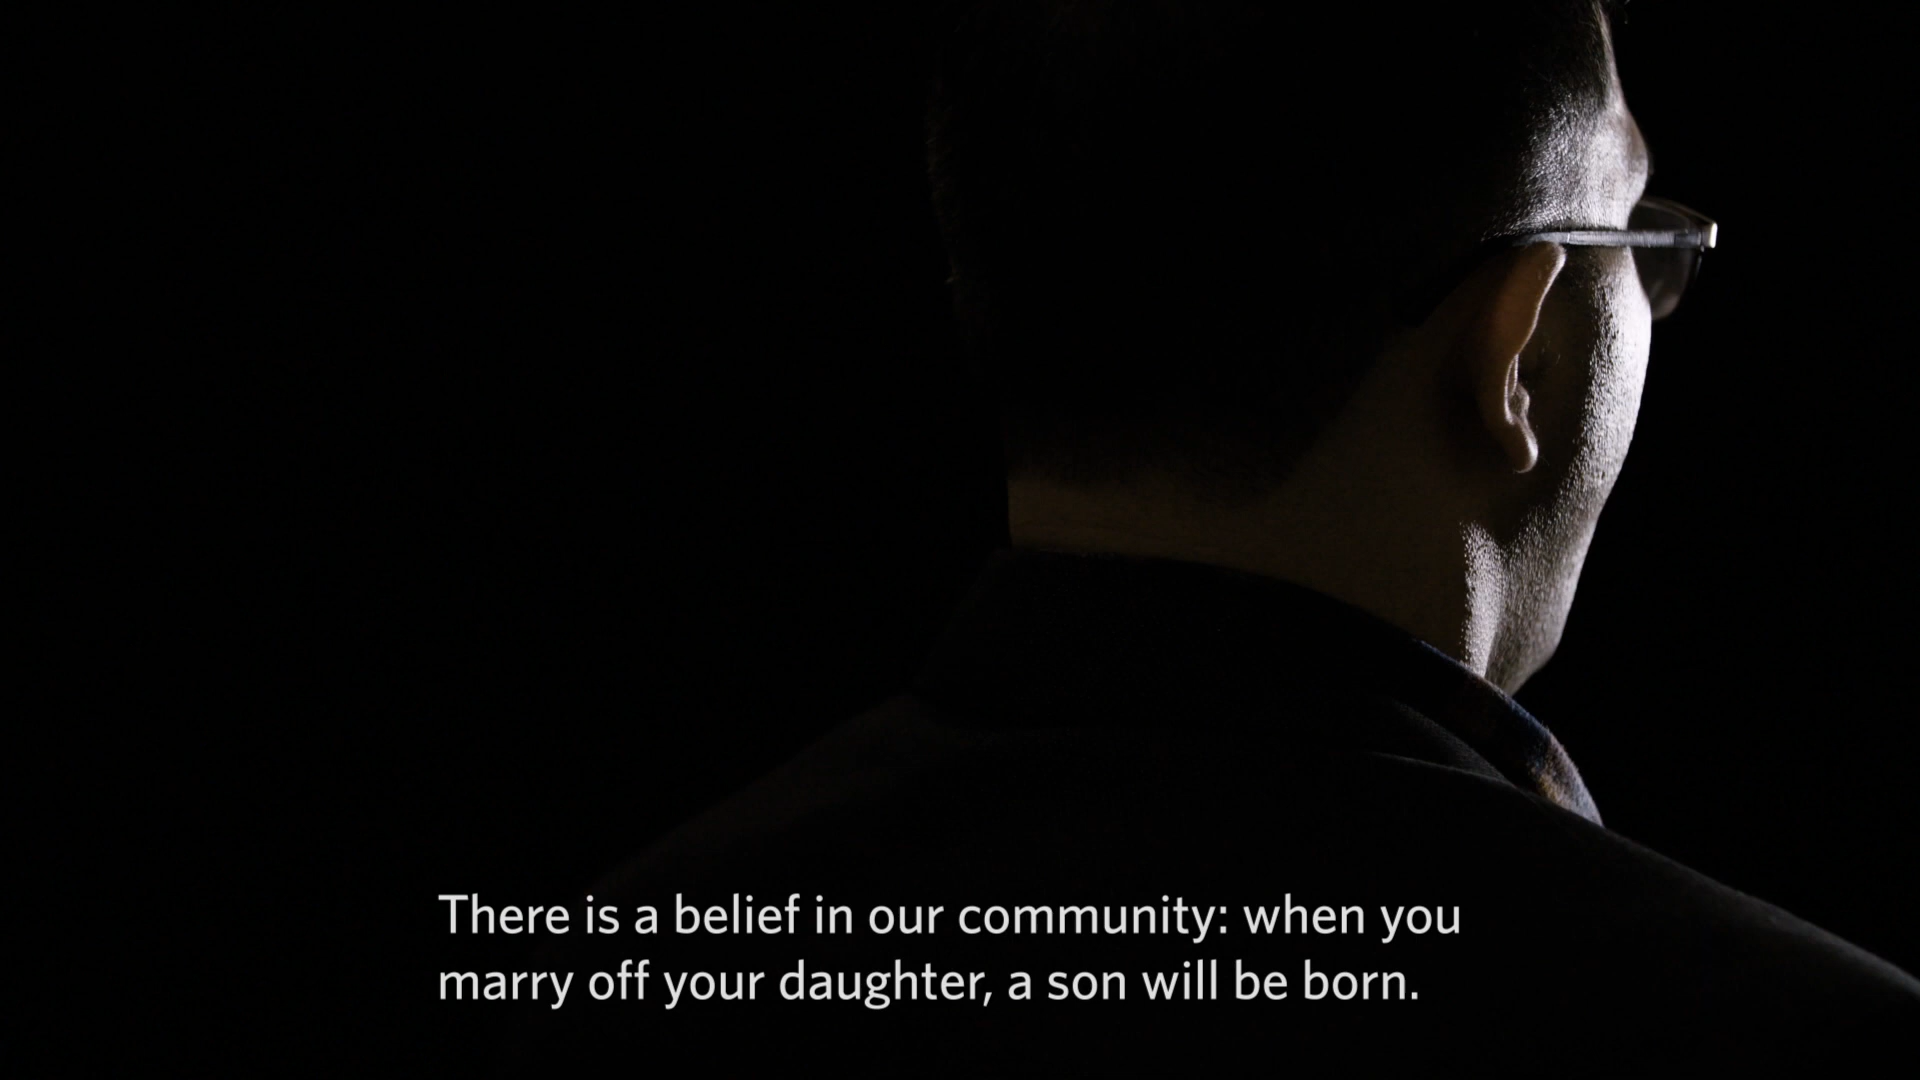 There is a belief in our community: when you
marry off your daughter, a son will be born.